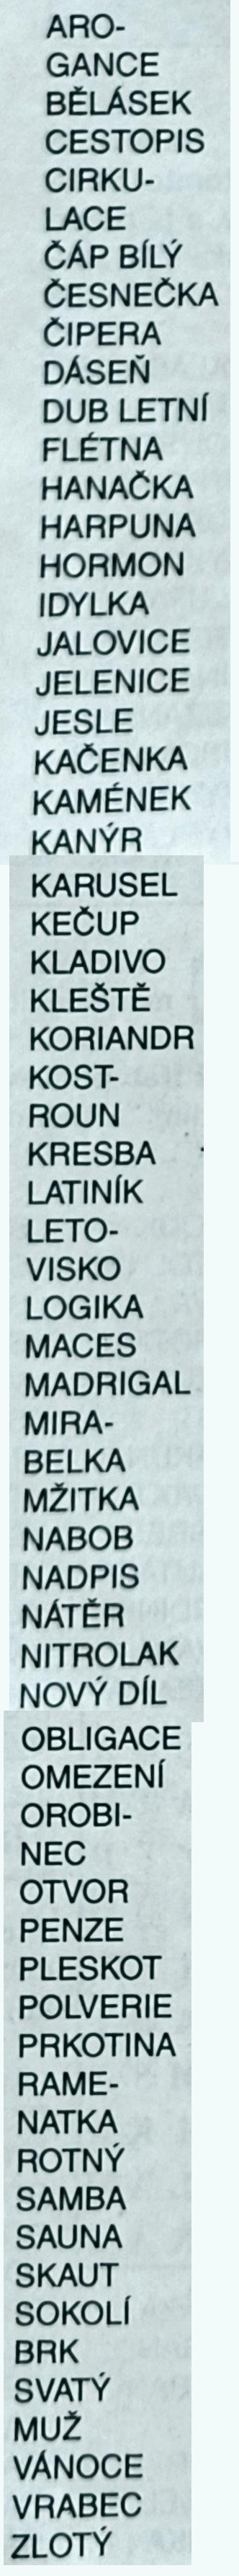 ARO-
GANCE
BĚLÁSEK
CESTOPIS
CIRKU-
LACE
ČÁP BÍLÝ
ČESNEČKA
ČIPERA
DÁSEŇ
DUB LETNÍ
FLÉTNA
HANAČKA
HARPUNA
HORMON
IDYLKA
JALOVICE
JELENICE
JESLE
KAČENKA
KAMÉNEK
KANÝR
KARUSEL
KEČUP
KLADIVO
KLEŠTĚ
KORIANDR
KOST-
ROUN
KRESBA
LATINÍK
LETO-
VISKO
LOGIKA
MACES
MADRIGAL
MIRA-
BELKA
MŽITKA
NABOB
NADPIS
NÁTĚR
NITROLAK
NOVÝ DÍL
OBLIGACE
OMEZENÍ
OROBI-
NEC
OTVOR
PENZE
PLESKOT
POLVERIE
PRKOTINA
RAME-
NATKA
ROTNÝ
SAMBA
SAUNA
SKAUT
SOKOLÍ
BRK
SVATÝ
MUŽ
VÁNOCE
VRABEC
ZLOTÝ